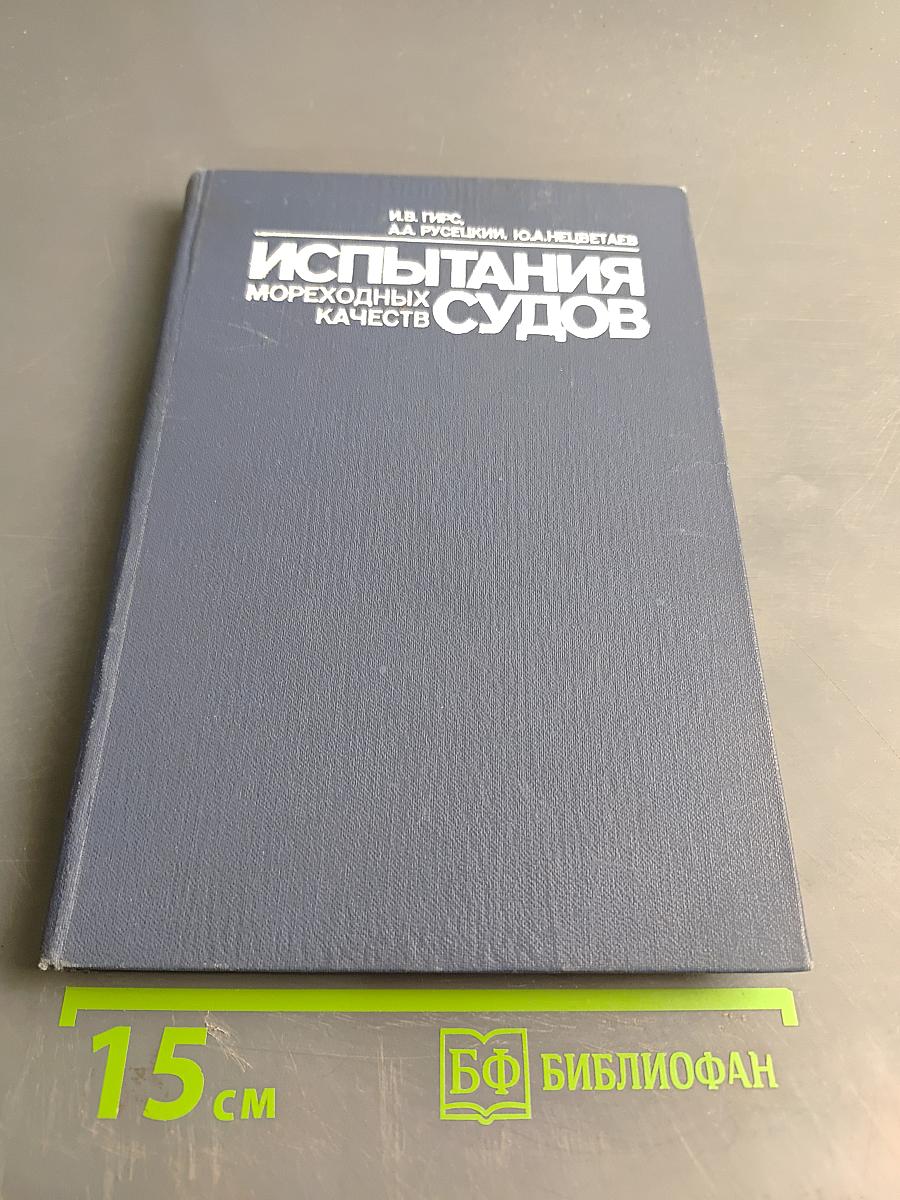 И.В. ГИРС,
А.А. РУСЕЦКИЙ, Ю.А.НЕЦВЕТАЕВ
ИСПЫТАНИЯ
МОРЕХОДНЫХ
КАЧЕСТВ СУДОВ
15 см
БФ БИБЛИОФАН